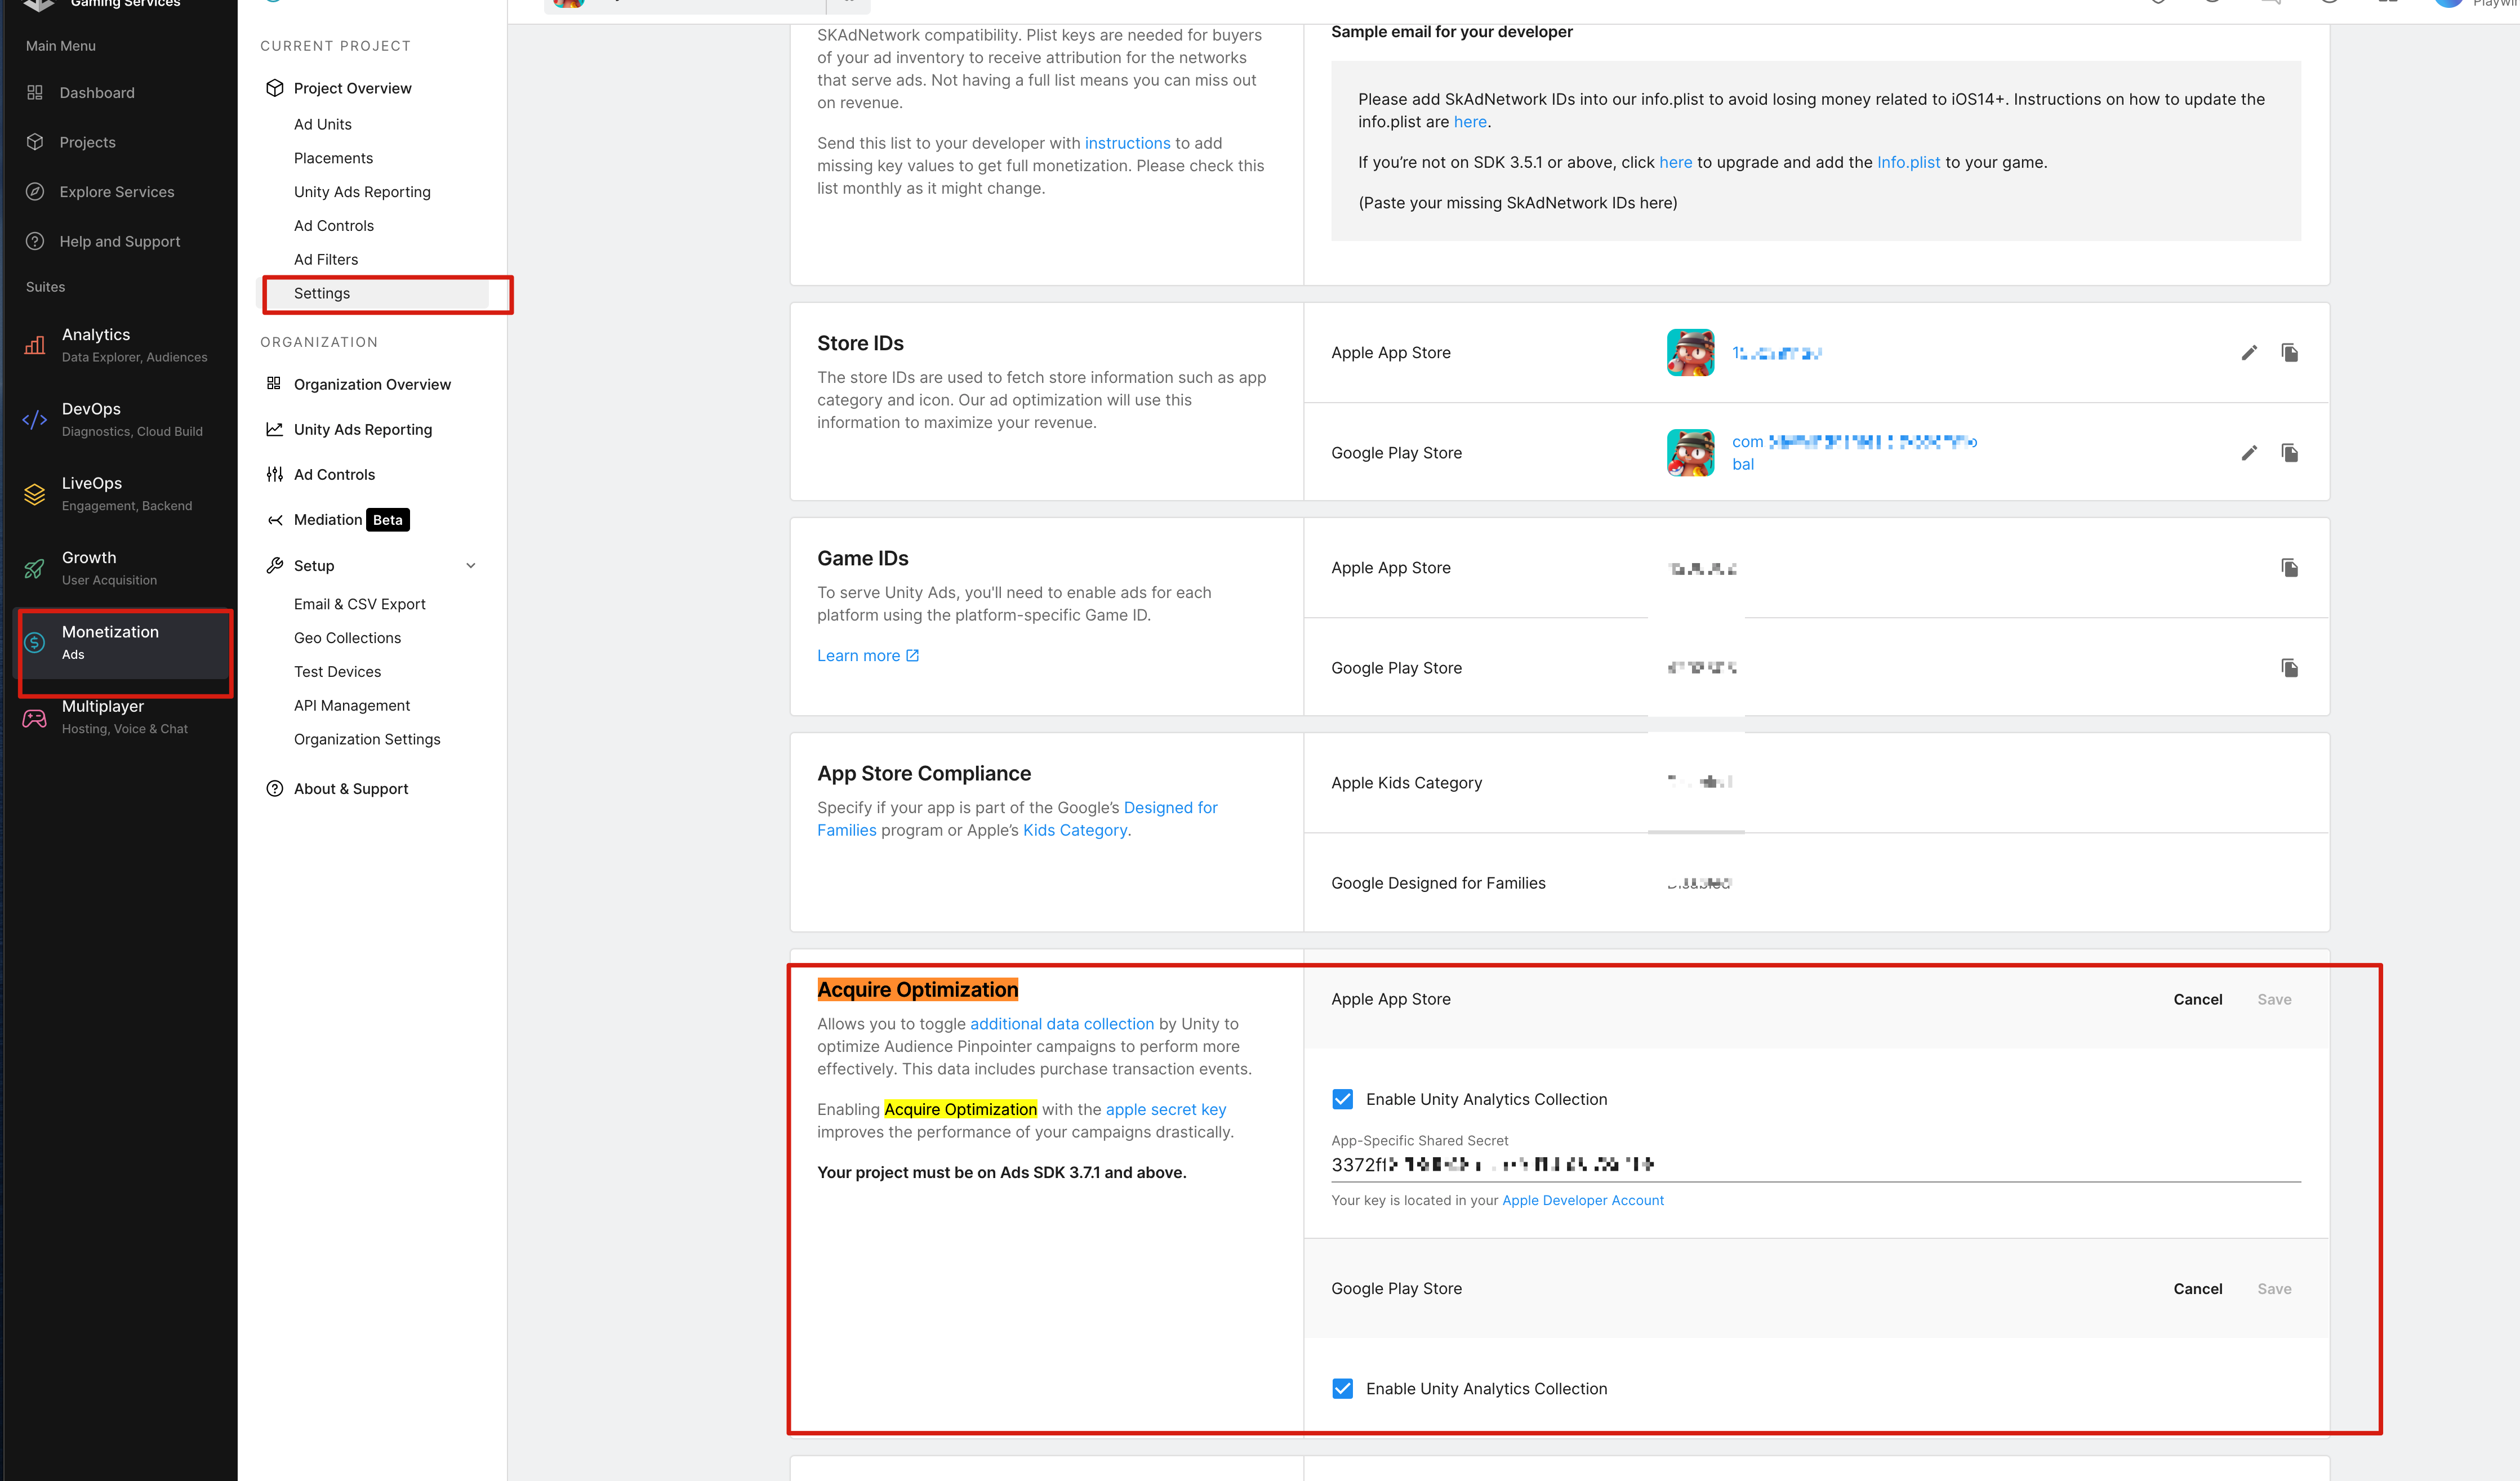 Gaming Services
Main Menu
Dashboard
Projects
Explore Services
Help and Support
Suites
Analytics
Data Explorer, Audiences
DevOps
Diagnostics, Cloud Build
LiveOps
Engagement, Backend
Growth
User Acquisition
Monetization
Ads
Multiplayer
Hosting, Voice & Chat
CURRENT PROJECT
Project Overview
Ad Units
Placements
Unity Ads Reporting
Ad Controls
Ad Filters
Settings
ORGANIZATION
Organization Overview
Unity Ads Reporting
Ad Controls
Mediation Beta
Setup
Email & CSV Export
Geo Collections
Test Devices
API Management
Organization Settings
About & Support
SKAdNetwork compatibility. Plist keys are needed for buyers
of your ad inventory to receive attribution for the networks
that serve ads. Not having a full list means you can miss out
on revenue.
Send this list to your developer with instructions to add
missing key values to get full monetization. Please check this
list monthly as it might change.
Sample email for your developer
Please add SkAdNetwork IDs into our info.plist to avoid losing money related to iOS14+. Instructions on how to update the
info.plist are here.
If you’re not on SDK 3.5.1 or above, click here to upgrade and add the Info.plist to your game.
(Paste your missing SkAdNetwork IDs here)
Store IDs
The store IDs are used to fetch store information such as app
category and icon. Our ad optimization will use this
information to maximize your revenue.
Apple App Store
Google Play Store
com
bal
Game IDs
To serve Unity Ads, you'll need to enable ads for each
platform using the platform-specific Game ID.
Learn more
Apple App Store
Google Play Store
App Store Compliance
Specify if your app is part of the Google’s Designed for
Families program or Apple’s Kids Category.
Apple Kids Category
Google Designed for Families
Acquire Optimization
Allows you to toggle additional data collection by Unity to
optimize Audience Pinpointer campaigns to perform more
effectively. This data includes purchase transaction events.
Enabling Acquire Optimization with the apple secret key
improves the performance of your campaigns drastically.
Your project must be on Ads SDK 3.7.1 and above.
Apple App Store
Cancel Save
Enable Unity Analytics Collection
App-Specific Shared Secret
Your key is located in your Apple Developer Account
Google Play Store
Cancel Save
Enable Unity Analytics Collection